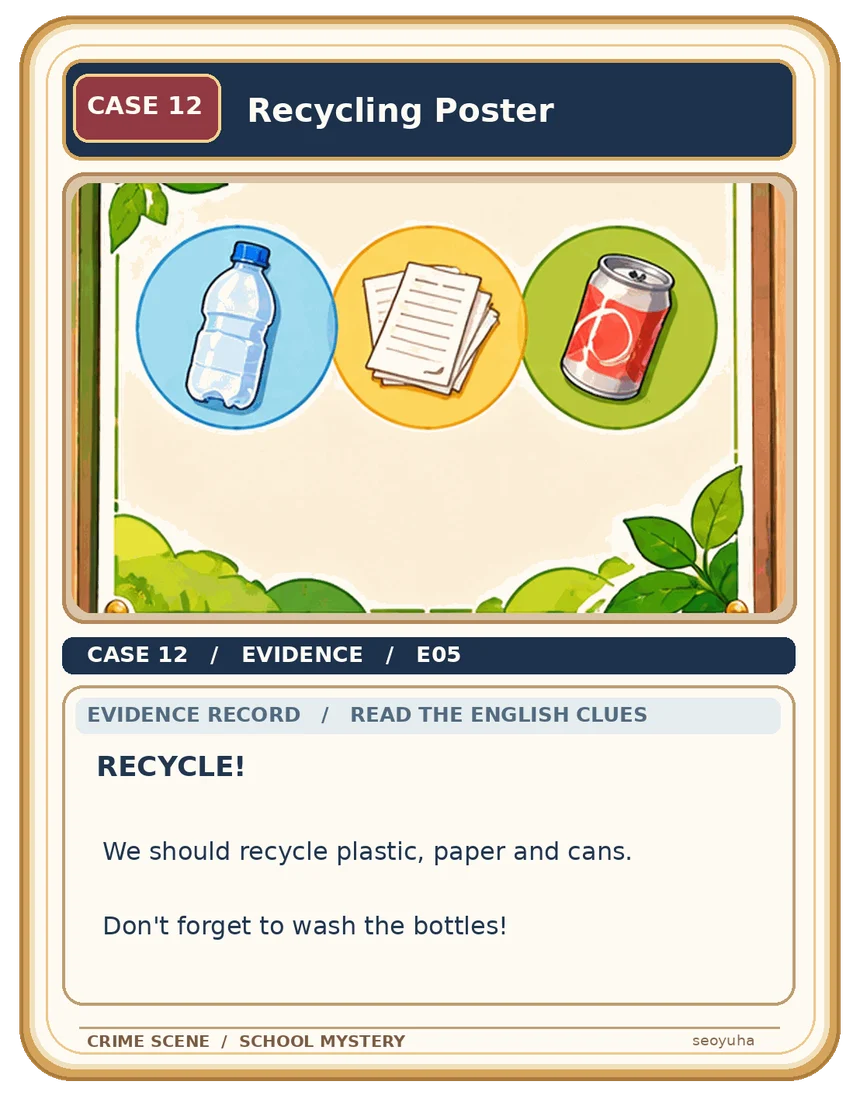 CASE 12
Recycling Poster
CASE 12 / EVIDENCE / E05
EVIDENCE RECORD / READ THE ENGLISH CLUES
RECYCLE!
We should recycle plastic, paper and cans.
Don't forget to wash the bottles!
CRIME SCENE / SCHOOL MYSTERY
seoyuha